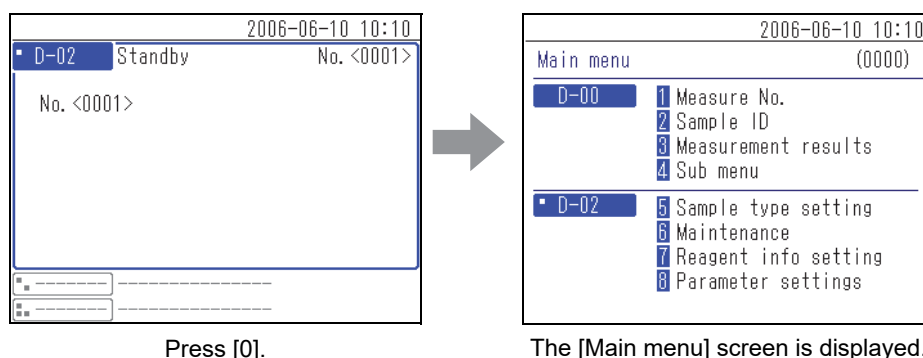 2006-06-10 10:10
D-02 Standby No.<0001>
No.<0001>
Press [0].
2006-06-10 10:10
Main menu (0000)
D-00 1 Measure No.
2 Sample ID
3 Measurement results
4 Sub menu
D-02 5 Sample type setting
6 Maintenance
7 Reagent info setting
8 Parameter settings
The [Main menu] screen is displayed.